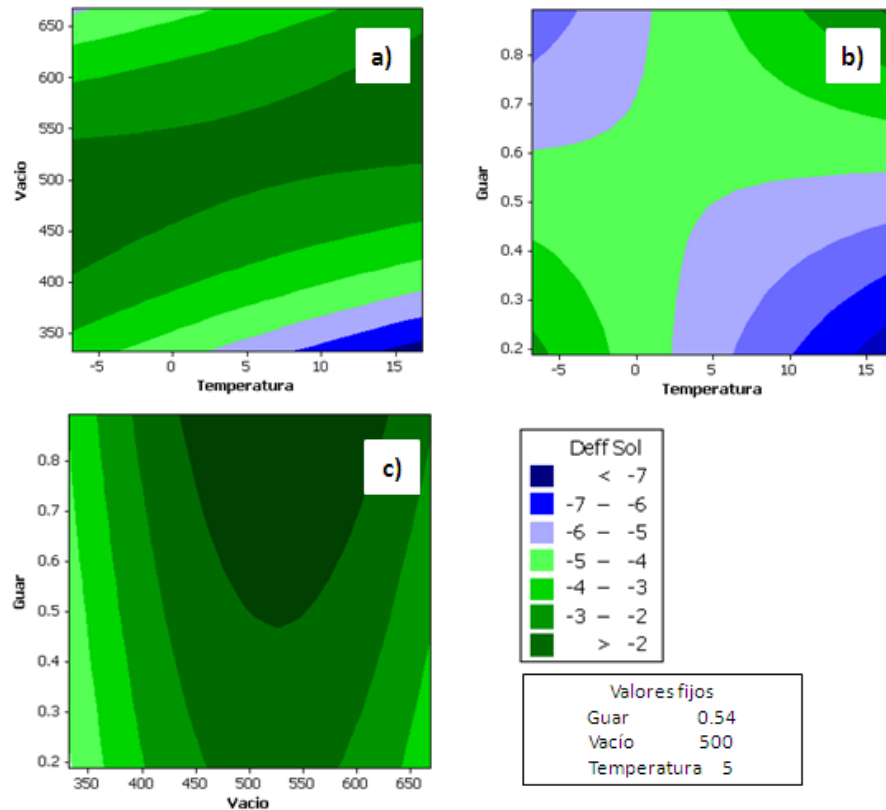 a)
650
600
550
500
450
400
350
Vacio
-5
0
5
10
15
Temperatura
b)
0.8
0.7
0.6
0.5
0.4
0.3
0.2
Guar
-5
0
5
10
15
Temperatura
c)
0.8
0.7
0.6
0.5
0.4
0.3
0.2
Guar
350
400
450
500
550
600
650
Vacio
Deff Sol
< -7
-7 – -6
-6 – -5
-5 – -4
-4 – -3
-3 – -2
> -2
Valores fijos
Guar 0.54
Vacío 500
Temperatura 5